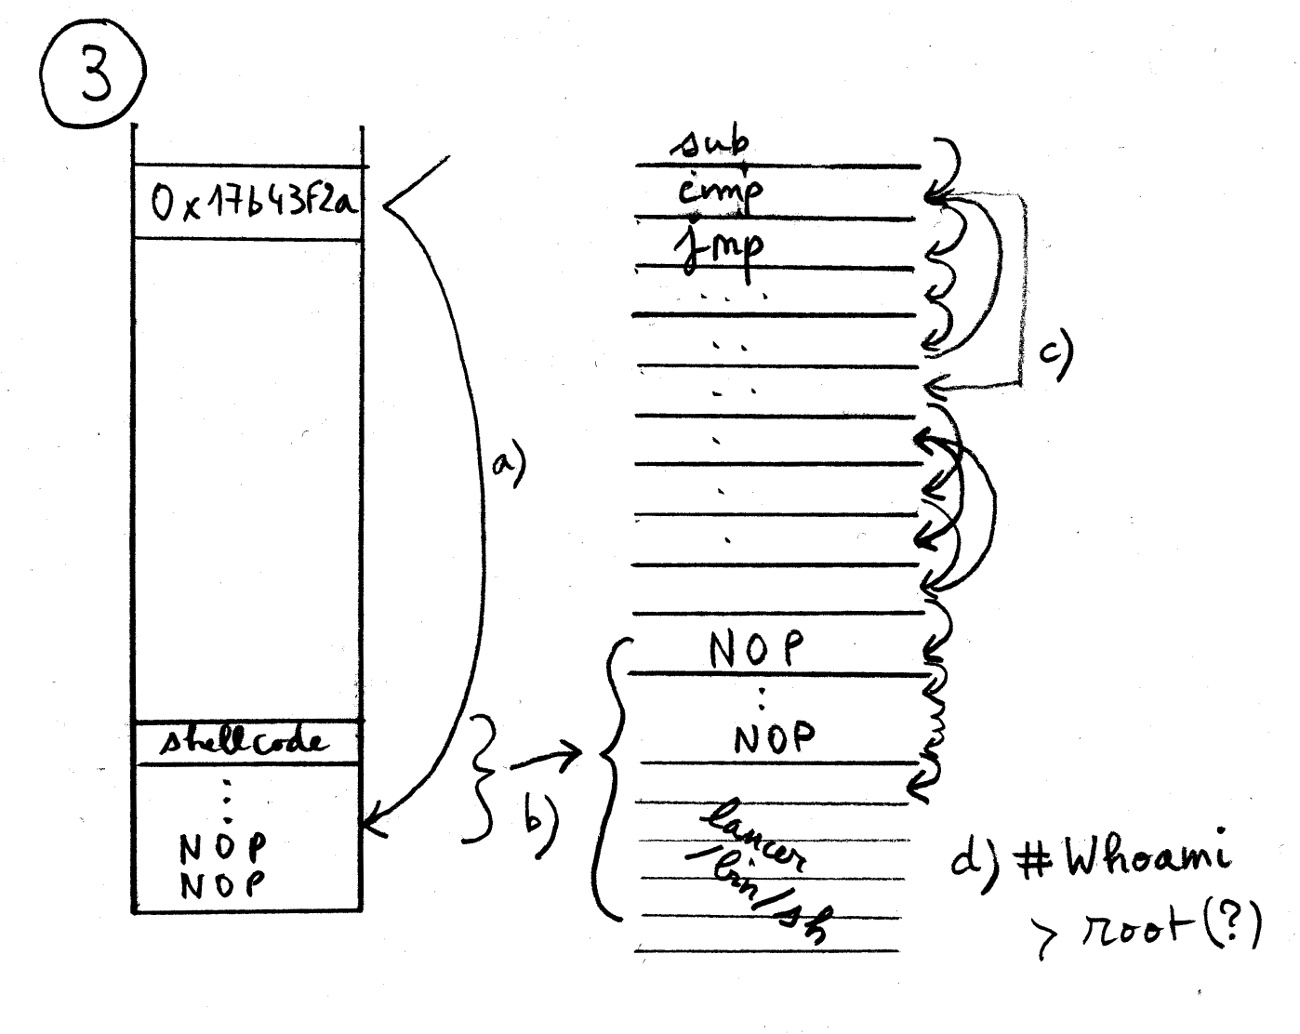 3
0x17b43f2a
a)
shellcode
NOP
NOP
b)
sub
cmp
jmp
c)
NOP
NOP
lancer
/bin/sh
d) # Whoami
> root(?)